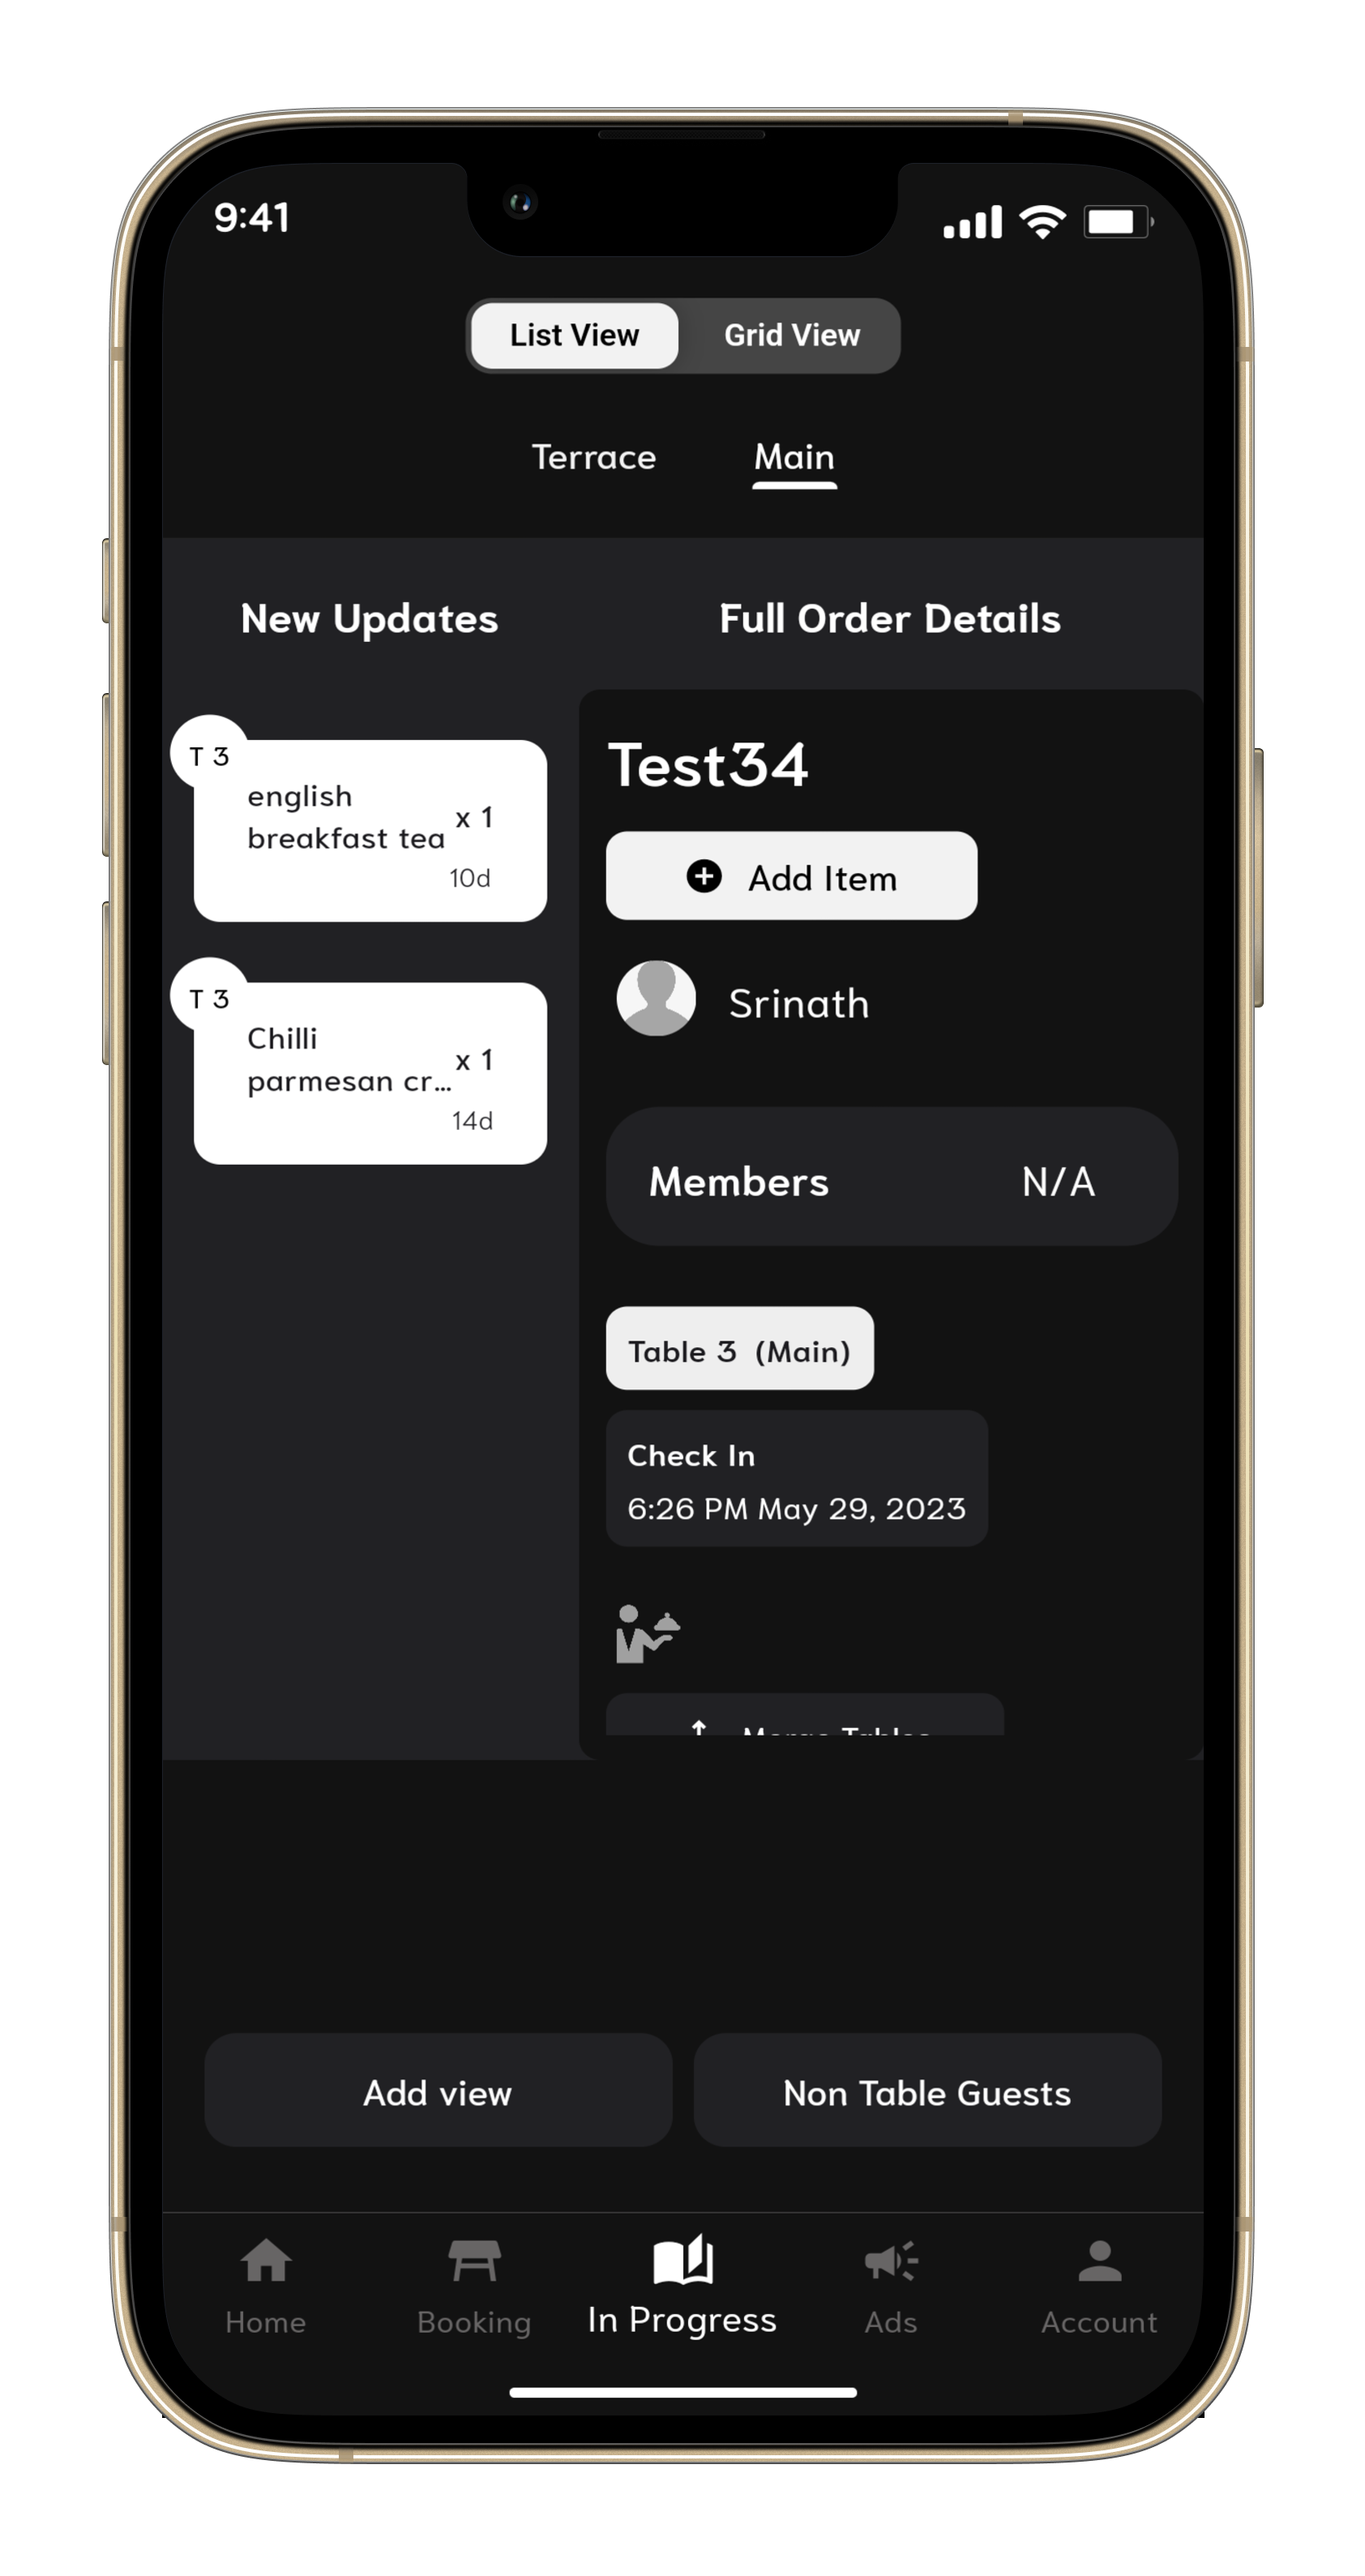 9:41
List View
Grid View
Terrace
Main
New Updates
Full Order Details
T 3
english
breakfast tea
x 1
10d
T 3
Chilli
parmesan cr...
x 1
14d
Test34
Add Item
Srinath
Members
N/A
Table 3 (Main)
Check In
6:26 PM May 29, 2023
Merge Tables
Add view
Non Table Guests
Home
Booking
In Progress
Ads
Account